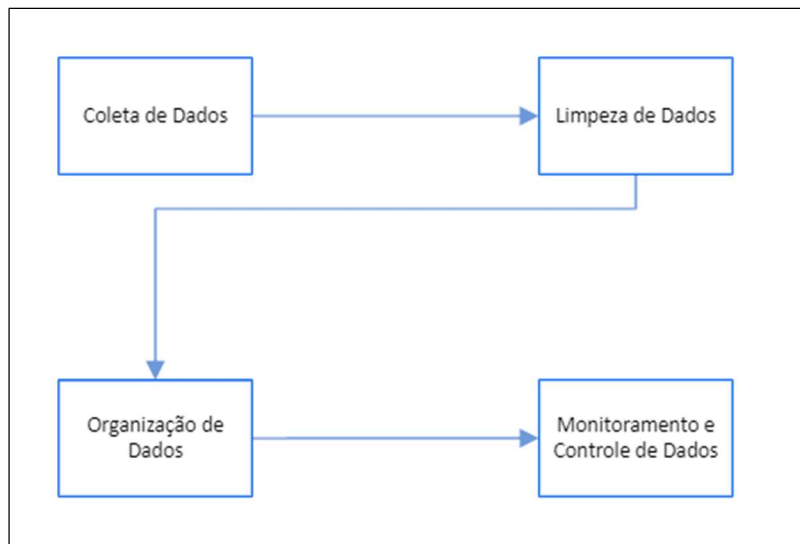 Coleta de Dados
Limpeza de Dados
Organização de
Dados
Monitoramento e
Controle de Dados